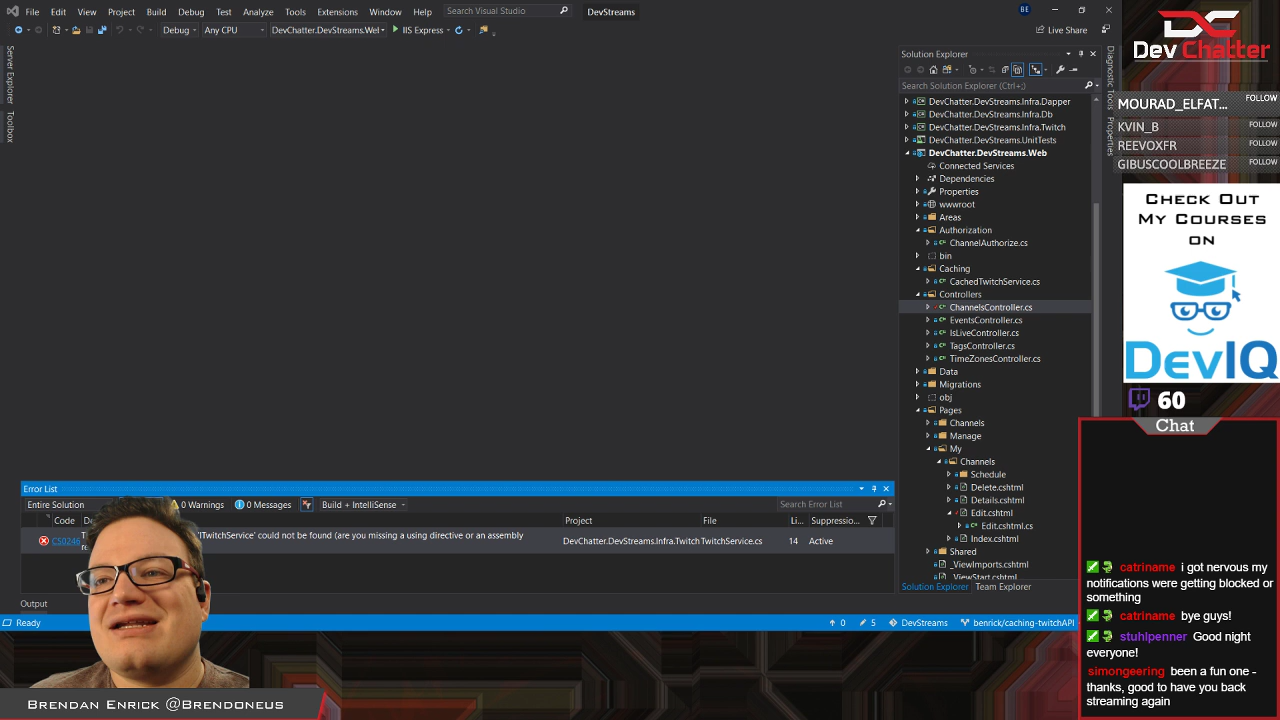 File Edit View Project Build Debug Test Analyze Tools Extensions Window Help Search Visual Studio DevStreams BE
Debug Any CPU DevChatter.DevStreams.Wel IIS Express Live Share
Server Explorer
Toolbox
Solution Explorer
Search Solution Explorer (Ctrl+;)
DevChatter.DevStreams.Infra.Dapper
DevChatter.DevStreams.Infra.Db
DevChatter.DevStreams.Infra.Twitch
DevChatter.DevStreams.UnitTests
DevChatter.DevStreams.Web
Connected Services
Dependencies
Properties
wwwroot
Areas
Authorization
ChannelAuthorize.cs
bin
Caching
CachedTwitchService.cs
Controllers
ChannelsController.cs
EventsController.cs
IsLiveController.cs
TagsController.cs
TimeZonesController.cs
Data
Migrations
obj
Pages
Channels
Manage
My
Channels
Schedule
Delete.cshtml
Details.cshtml
Edit.cshtml
Edit.cshtml.cs
Index.cshtml
Shared
_ViewImports.cshtml
_ViewStart.cshtml
Solution Explorer Team Explorer
Diagnostic Tools
Properties
Error List
Entire Solution 0 Warnings 0 Messages Build + IntelliSense Search Error List
Code Project File Li... Suppressio...
CS0246 'ITwitchService' could not be found (are you missing a using directive or an assembly DevChatter.DevStreams.Infra.Twitch TwitchService.cs 14 Active
Output
Ready 0 5 DevStreams benrick/caching-twitchAPI
BRENDAN ENRICK @BRENDONEUS
Dev Chatter
MOURAD_ELFAT... FOLLOW
KVIN_B FOLLOW
REEVOXFR FOLLOW
GIBUSCOOLBREEZE FOLLOW
CHECK OUT
MY COURSES
ON
DevIQ
60
Chat
catriname i got nervous my
notifications were getting blocked or
something
catriname bye guys!
stuhlpenner Good night
everyone!
simongeering been a fun one -
thanks, good to have you back
streaming again